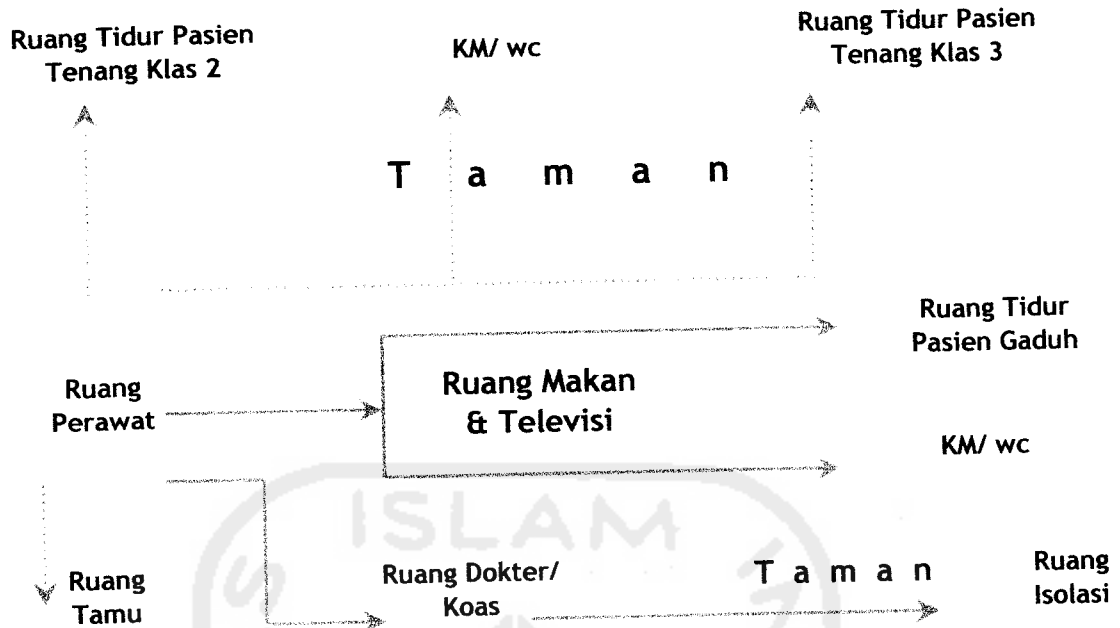 Ruang Tidur Pasien
Tenang Klas 2
KM/ wc
Ruang Tidur Pasien
Tenang Klas 3
T a m a n
Ruang Tidur
Pasien Gaduh
Ruang
Perawat
Ruang Makan
& Televisi
KM/ wc
ISLAM
Ruang
Tamu
Ruang Dokter/
Koas
T a m a n
Ruang
Isolasi